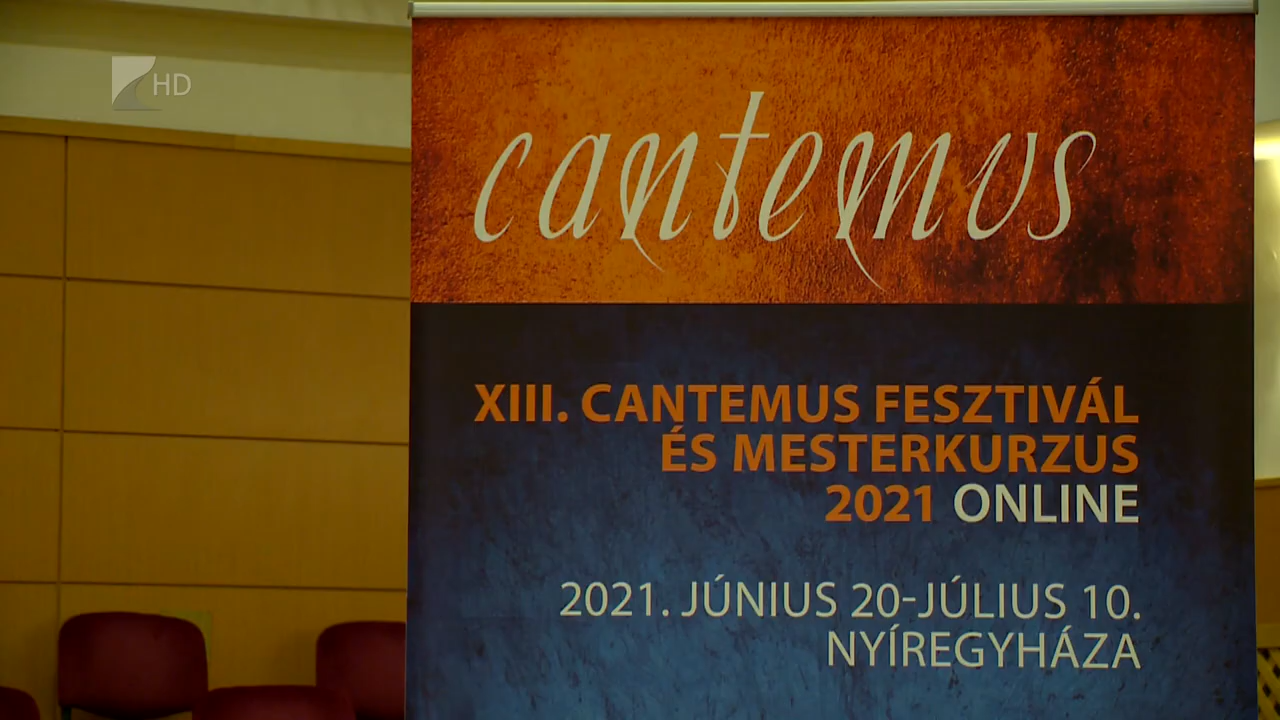 HD
cantemus
XIII. CANTEMUS FESZTIVÁL
ÉS MESTERKURZUS
2021 ONLINE
2021. JÚNIUS 20-JÚLIUS 10.
NYÍREGYHÁZA